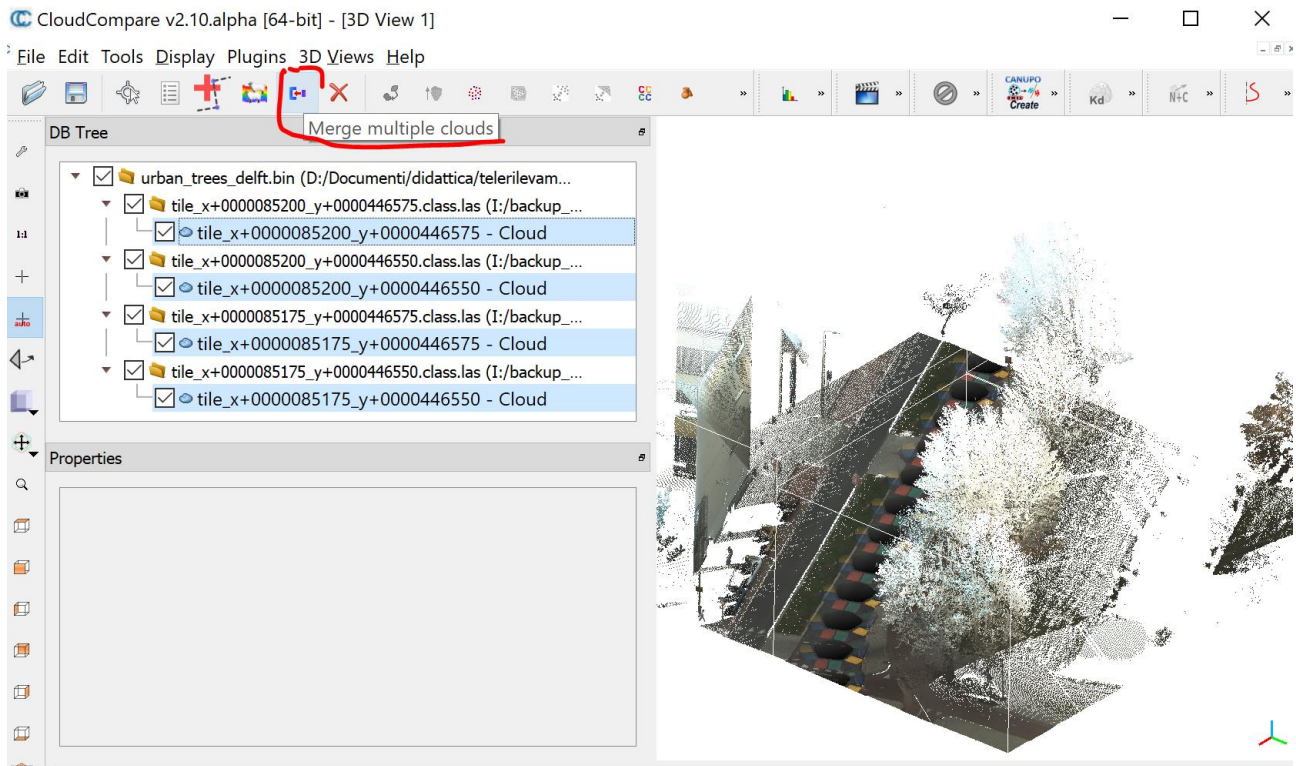 CloudCompare v2.10.alpha [64-bit] - [3D View 1]
File Edit Tools Display Plugins 3D Views Help
CC
CC
CANUPO
Create
Kd
N+C
Merge multiple clouds
DB Tree
urban_trees_delft.bin (D:/Documenti/didattica/telerilevam...
tile_x+0000085200_y+0000446575.class.las (I:/backup_...
tile_x+0000085200_y+0000446575 - Cloud
1:1
tile_x+0000085200_y+0000446550.class.las (I:/backup_...
tile_x+0000085200_y+0000446550 - Cloud
tile_x+0000085175_y+0000446575.class.las (I:/backup_...
auto
tile_x+0000085175_y+0000446575 - Cloud
tile_x+0000085175_y+0000446550.class.las (I:/backup_...
tile_x+0000085175_y+0000446550 - Cloud
Properties